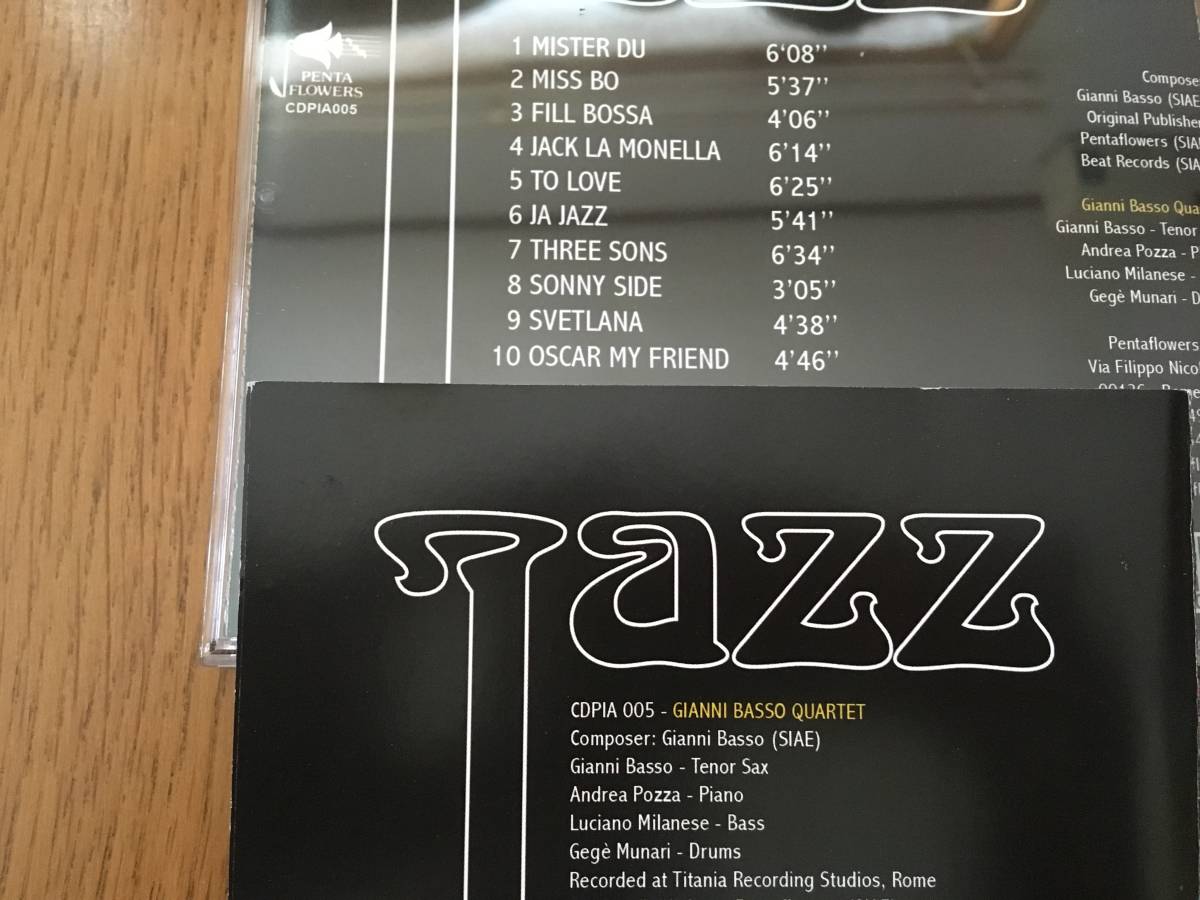 PENTA
FLOWERS
CDPIA005
1 MISTER DU 6'08''
2 MISS BO 5'37''
3 FILL BOSSA 4'06''
4 JACK LA MONELLA 6'14''
5 TO LOVE 6'25''
6 JA JAZZ 5'41''
7 THREE SONS 6'34''
8 SONNY SIDE 3'05''
9 SVETLANA 4'38''
10 OSCAR MY FRIEND 4'46''
Gianni Basso (SIAE
Original
Pentaflowers
Beat Records
Gianni Basso
Gianni Basso - Tenor
Andrea Pozza -
Luciano Milanese -
Gegè Munari -
Pentaflowers
Via Filippo
Jazz
CDPIA 005 - GIANNI BASSO QUARTET
Composer: Gianni Basso (SIAE)
Gianni Basso - Tenor Sax
Andrea Pozza - Piano
Luciano Milanese - Bass
Gegè Munari - Drums
Recorded at Titania Recording Studios, Rome